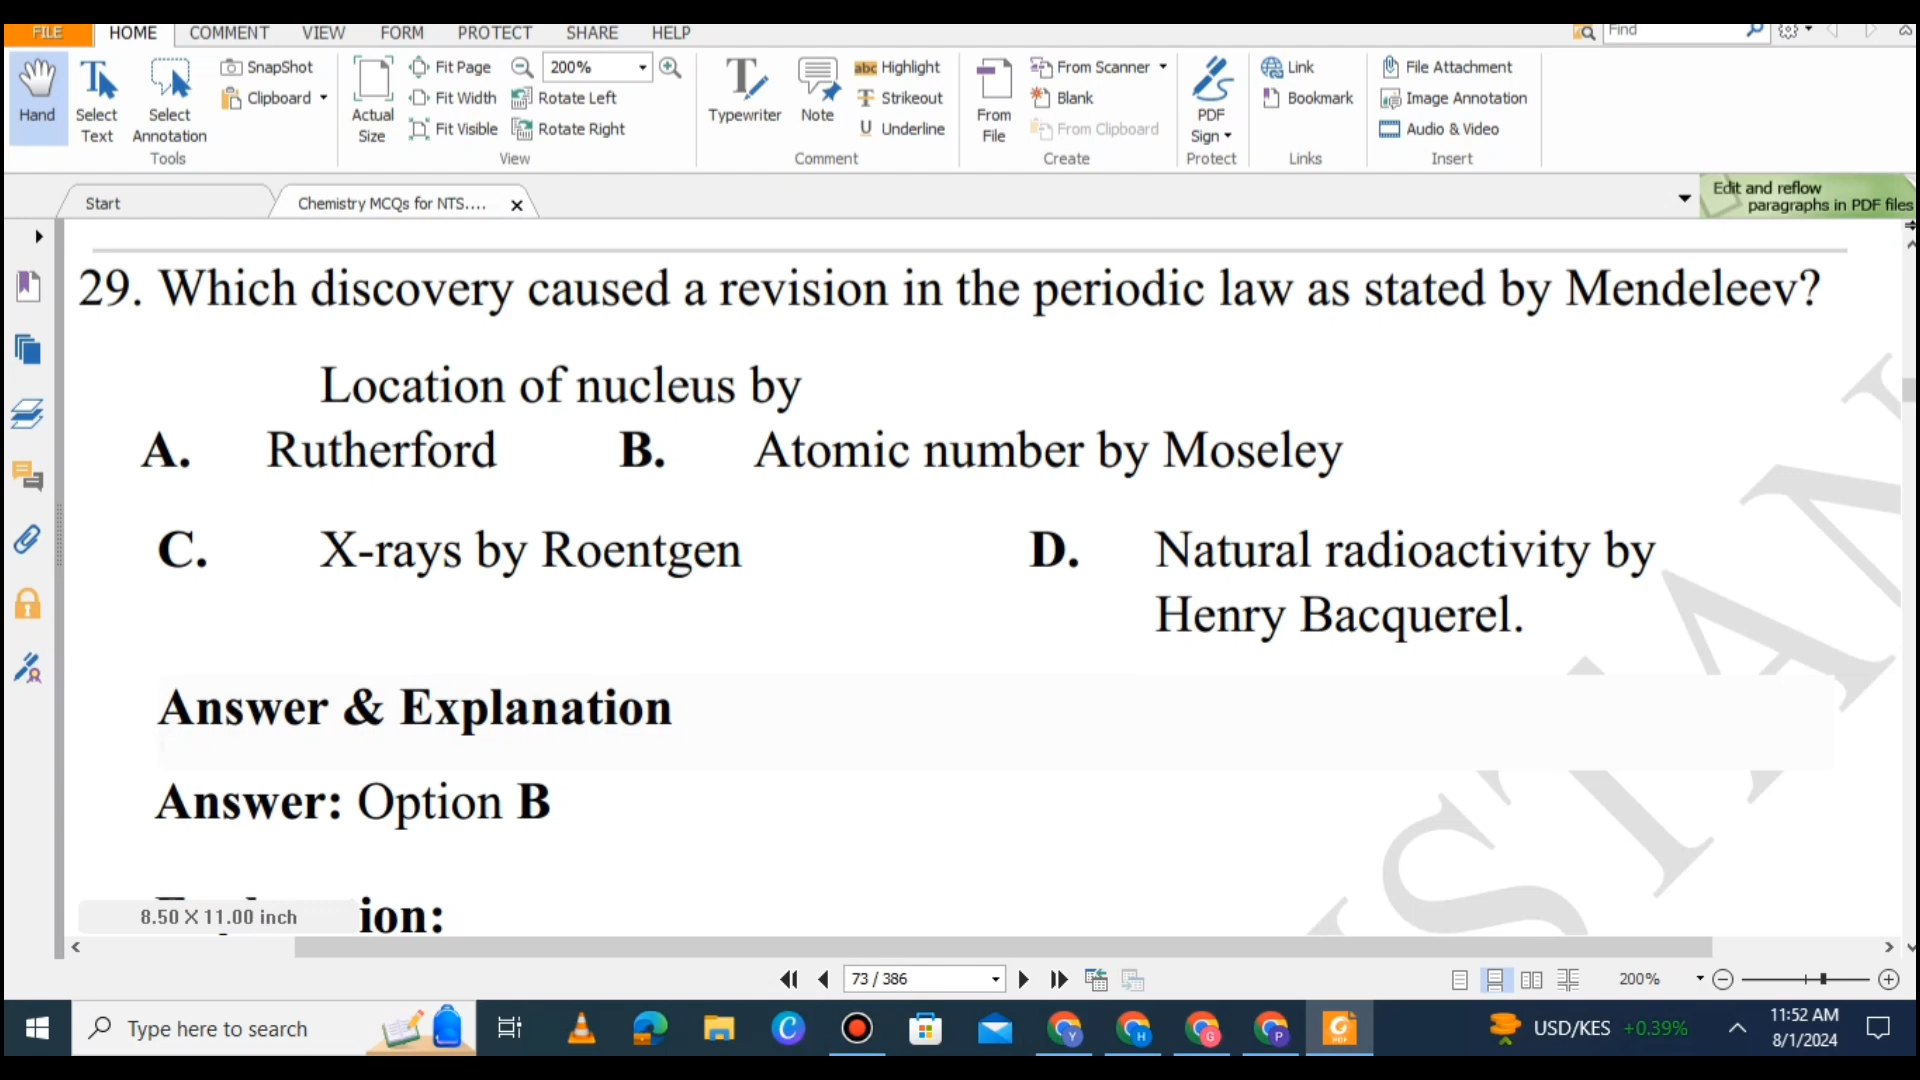 FILE HOME COMMENT VIEW FORM PROTECT SHARE HELP Find
SnapShot Fit Page 200% abc Highlight From Scanner Link File Attachment
Clipboard Fit Width Rotate Left Strikeout Blank Bookmark Image Annotation
Hand Select Text Select Annotation Actual Size Fit Visible Rotate Right Typewriter Note U Underline From File From Clipboard PDF Sign Audio & Video
Tools View Comment Create Protect Links Insert
Start Chemistry MCQs for NTS....
Edit and reflow
paragraphs in PDF files
29. Which discovery caused a revision in the periodic law as stated by Mendeleev?
Location of nucleus by
A. Rutherford B. Atomic number by Moseley
C. X-rays by Roentgen D. Natural radioactivity by
Henry Bacquerel.
Answer & Explanation
Answer: Option B
ion:
8.50 X 11.00 inch
73 / 386 200%
Type here to search USD/KES +0.39% 11:52 AM
8/1/2024